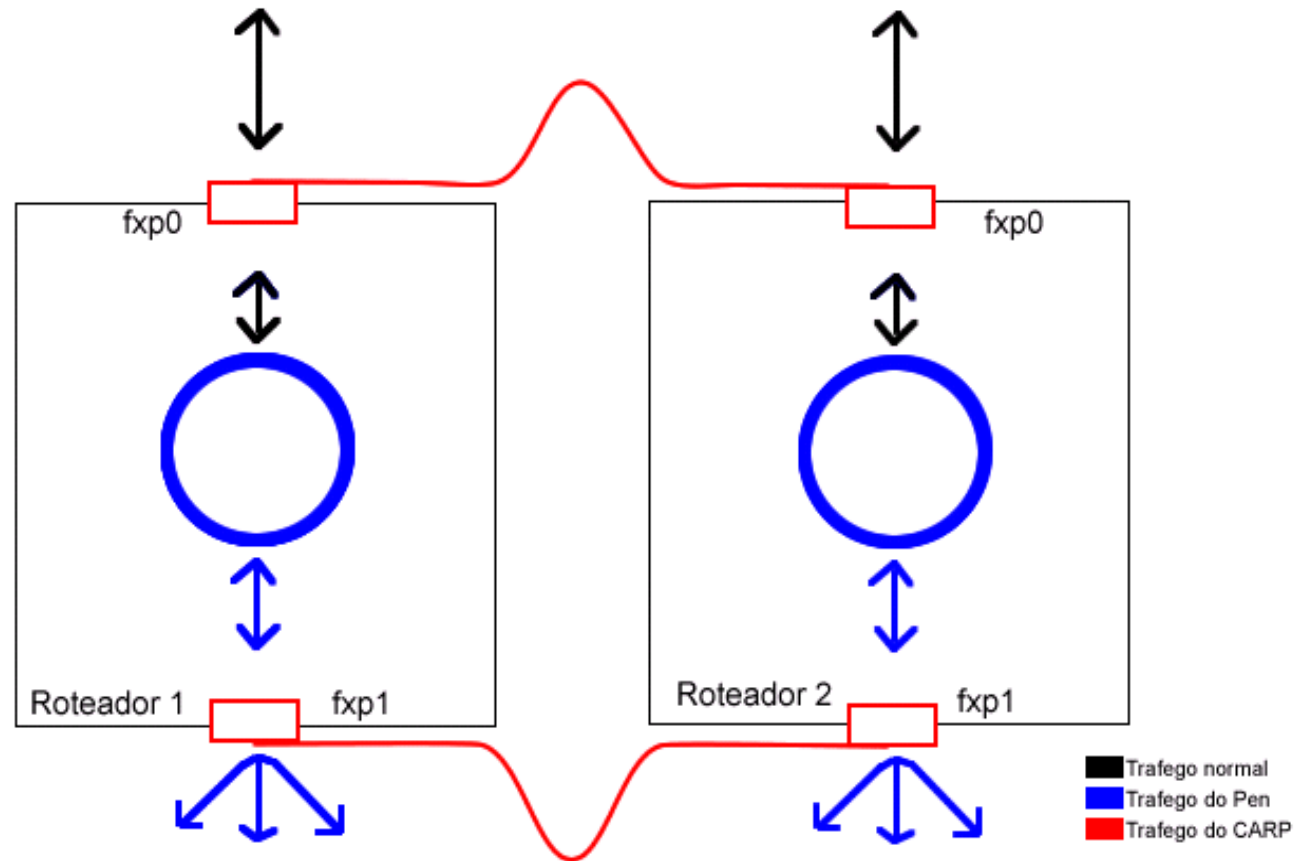 fxp0
fxp0
Roteador 1
fxp1
Roteador 2
fxp1
Trafego normal
Trafego do Pen
Trafego do CARP